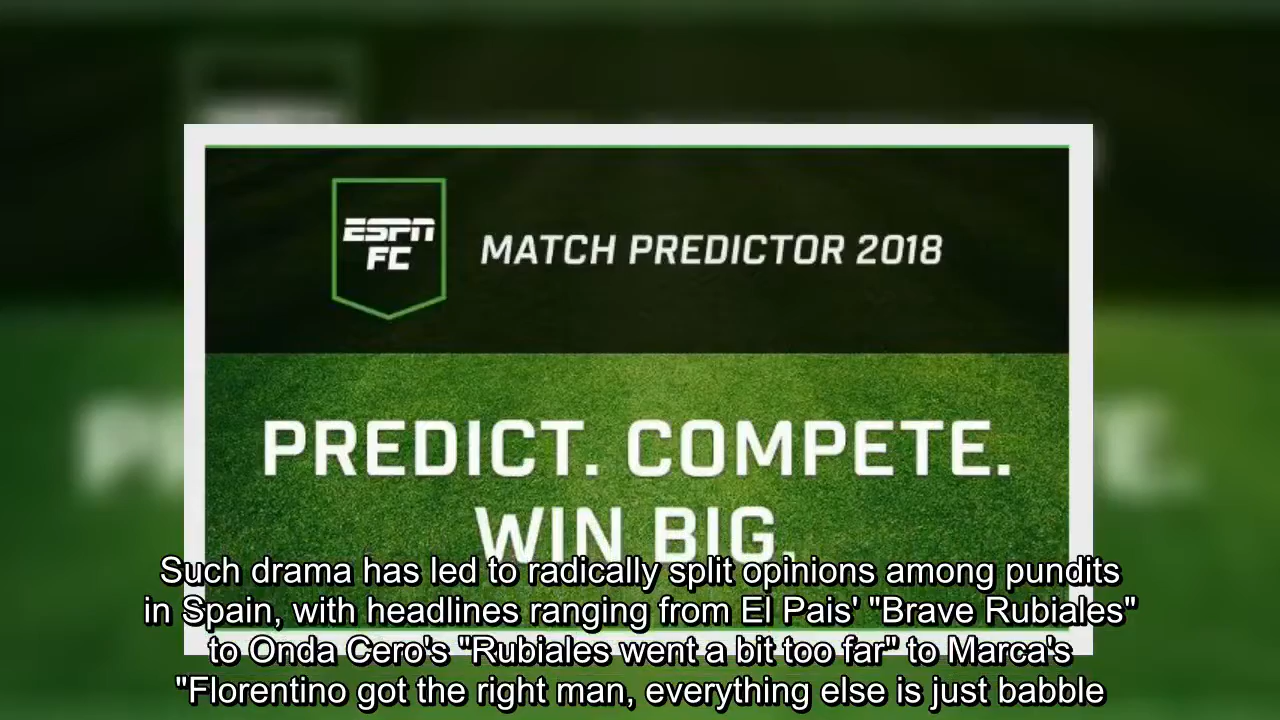 ESPN
FC
MATCH PREDICTOR 2018
PREDICT. COMPETE.
WIN BIG.
Such drama has led to radically split opinions among pundits
in Spain, with headlines ranging from El Pais' "Brave Rubiales"
to Onda Cero's "Rubiales went a bit too far" to Marca's
"Florentino got the right man, everything else is just babble